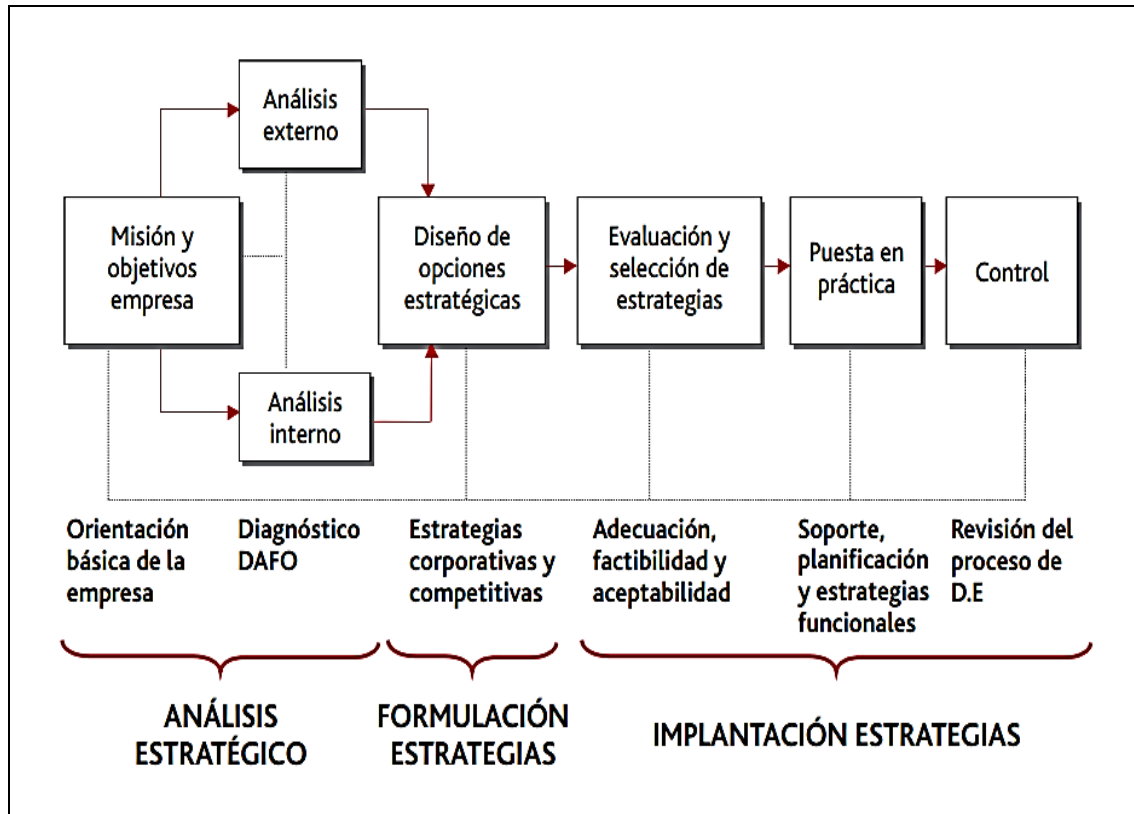 Análisis
externo
Misión y
objetivos
empresa
Diseño de
opciones
estratégicas
Evaluación y
selección de
estrategias
Puesta en
práctica
Control
Análisis
interno
Orientación
básica de la
empresa
Diagnóstico
DAFO
Estrategias
corporativas y
competitivas
Adecuación,
factibilidad y
aceptabilidad
Soporte,
planificación
y estrategias
funcionales
Revisión del
proceso de
D.E
ANÁLISIS
ESTRATÉGICO
FORMULACIÓN
ESTRATEGIAS
IMPLANTACIÓN ESTRATEGIAS